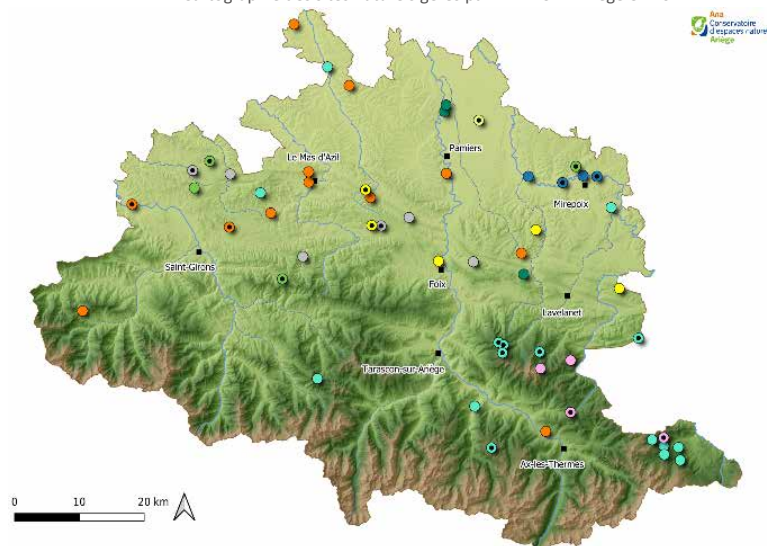 Ana
Conservatoire
d'espaces nature
Ariège
Pamiers
Le Mas d'Azil
Mirepoix
Saint-Girons
Foix
Lavelanet
Tarascon-sur-Ariège
Ax-les-Thermes
0 10 20 km